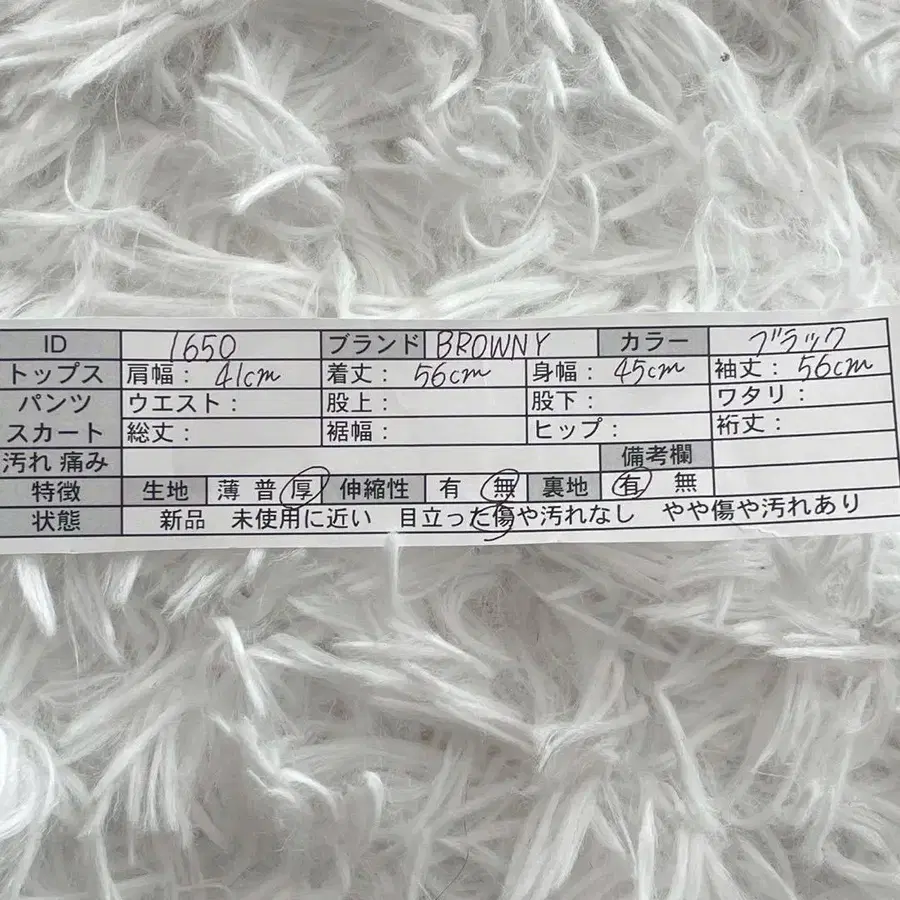 ID 1650 ブランド BROWNY カラー ブラック
トップス 肩幅： 41cm 着丈： 56cm 身幅： 45cm 袖丈： 56cm
パンツ ウエスト： 股上： 股下： ワタリ：
スカート 総丈： 裾幅： ヒップ： 裄丈：
汚れ 痛み 備考欄
特徴 生地 薄 普 厚 伸縮性 有 無 裏地 有 無
状態 新品 未使用に近い 目立った傷や汚れなし やや傷や汚れあり